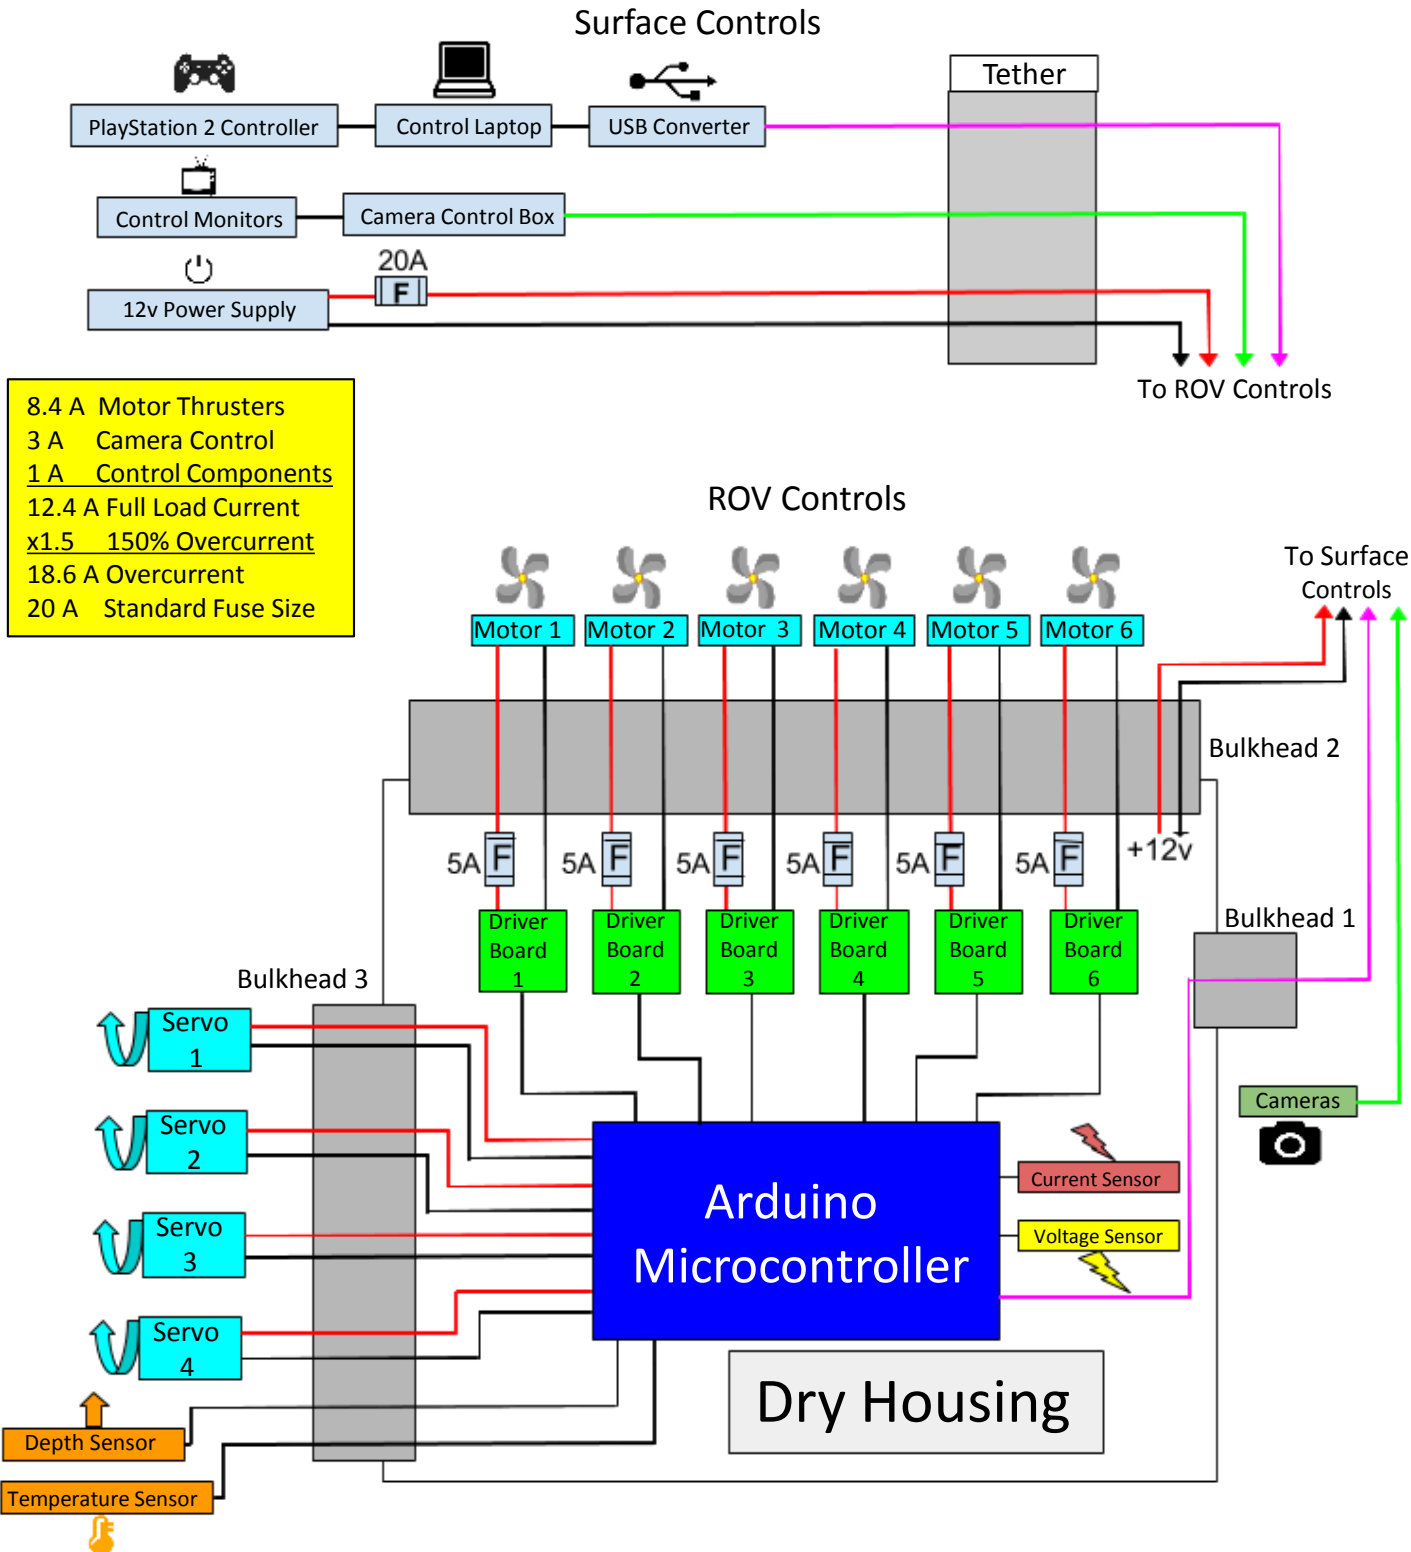 Surface Controls
Tether
PlayStation 2 Controller
Control Laptop
USB Converter
Control Monitors
Camera Control Box
20A
F
12v Power Supply
To ROV Controls
8.4 A Motor Thrusters
3 A Camera Control
1 A Control Components
12.4 A Full Load Current
x1.5 150% Overcurrent
18.6 A Overcurrent
20 A Standard Fuse Size
ROV Controls
To Surface
Controls
Motor 1
Motor 2
Motor 3
Motor 4
Motor 5
Motor 6
Bulkhead 2
5A F
5A F
5A F
5A F
5A F
5A F
+12v
Driver
Board
1
Driver
Board
2
Driver
Board
3
Driver
Board
4
Driver
Board
5
Driver
Board
6
Bulkhead 1
Bulkhead 3
Servo
1
Servo
2
Servo
3
Servo
4
Cameras
Arduino
Microcontroller
Current Sensor
Voltage Sensor
Dry Housing
Depth Sensor
Temperature Sensor